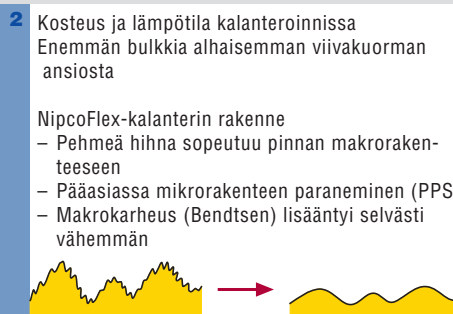 2
Kosteus ja lämpötila kalanteroinnissa
Enemmän bulkkia alhaisemman viivakuorman
ansiosta
NipcoFlex-kalanterin rakenne
– Pehmeä hihna sopeutuu pinnan makroraken-
teeseen
– Pääasiassa mikrorakenteen paraneminen (PPS
– Makrokarheus (Bendtsen) lisääntyi selvästi
vähemmän